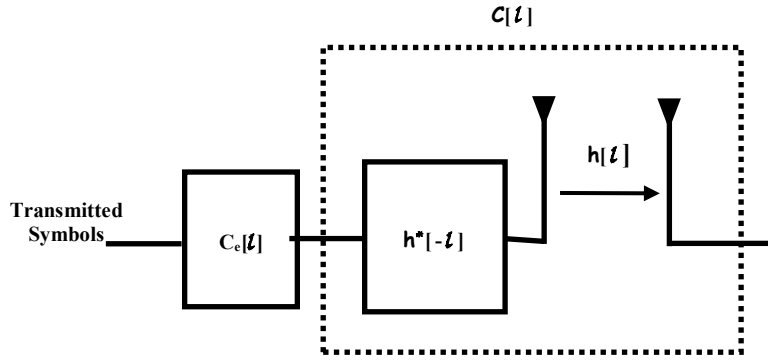 C[l]
h[l]
Transmitted
Symbols
Cₑ[l]
h*[-l]